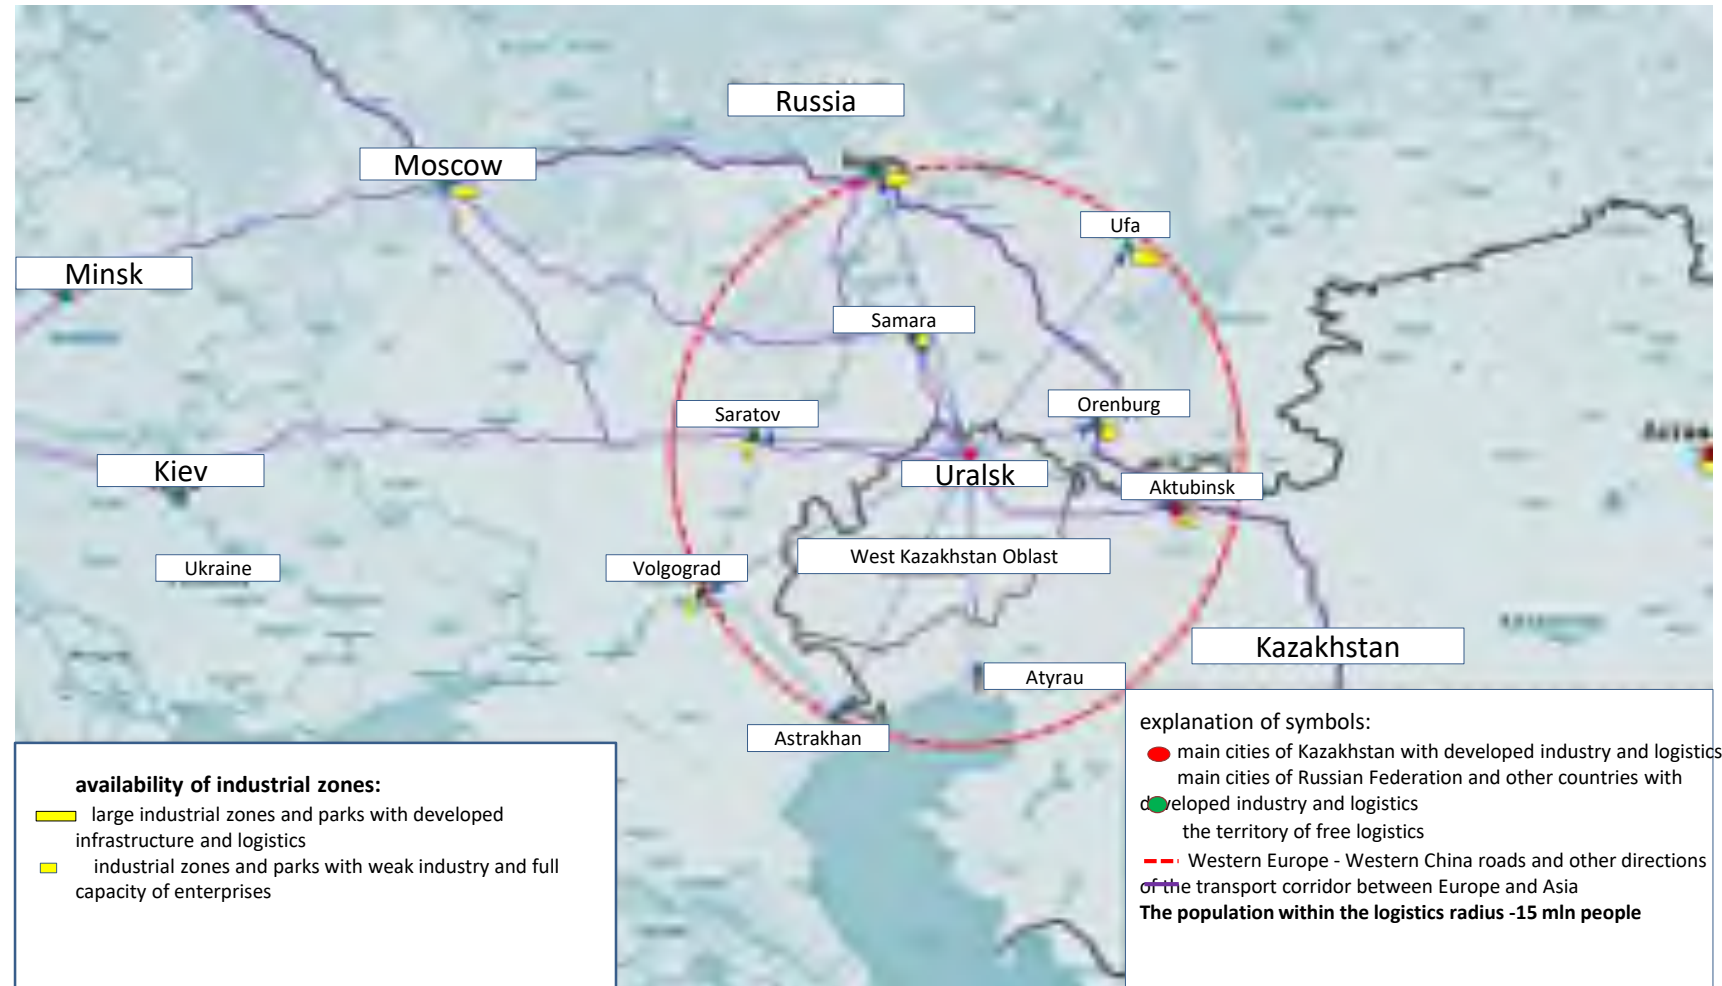 Russia
Moscow
Ufa
Minsk
Samara
Orenburg
Saratov
Kiev
Uralsk
Aktubinsk
West Kazakhstan Oblast
Ukraine
Volgograd
Kazakhstan
Atyrau
Astrakhan
availability of industrial zones:
large industrial zones and parks with developed
infrastructure and logistics
industrial zones and parks with weak industry and full
capacity of enterprises
explanation of symbols:
main cities of Kazakhstan with developed industry and logistics
main cities of Russian Federation and other countries with
developed industry and logistics
the territory of free logistics
Western Europe - Western China roads and other directions
of the transport corridor between Europe and Asia
The population within the logistics radius -15 mln people